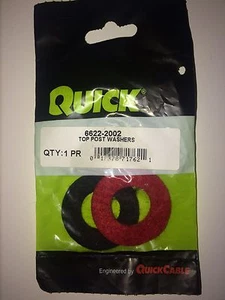 QUICK
6622-2002
TOP POST WASHERS
QTY:1 PR
Engineered by QUICKCABLE